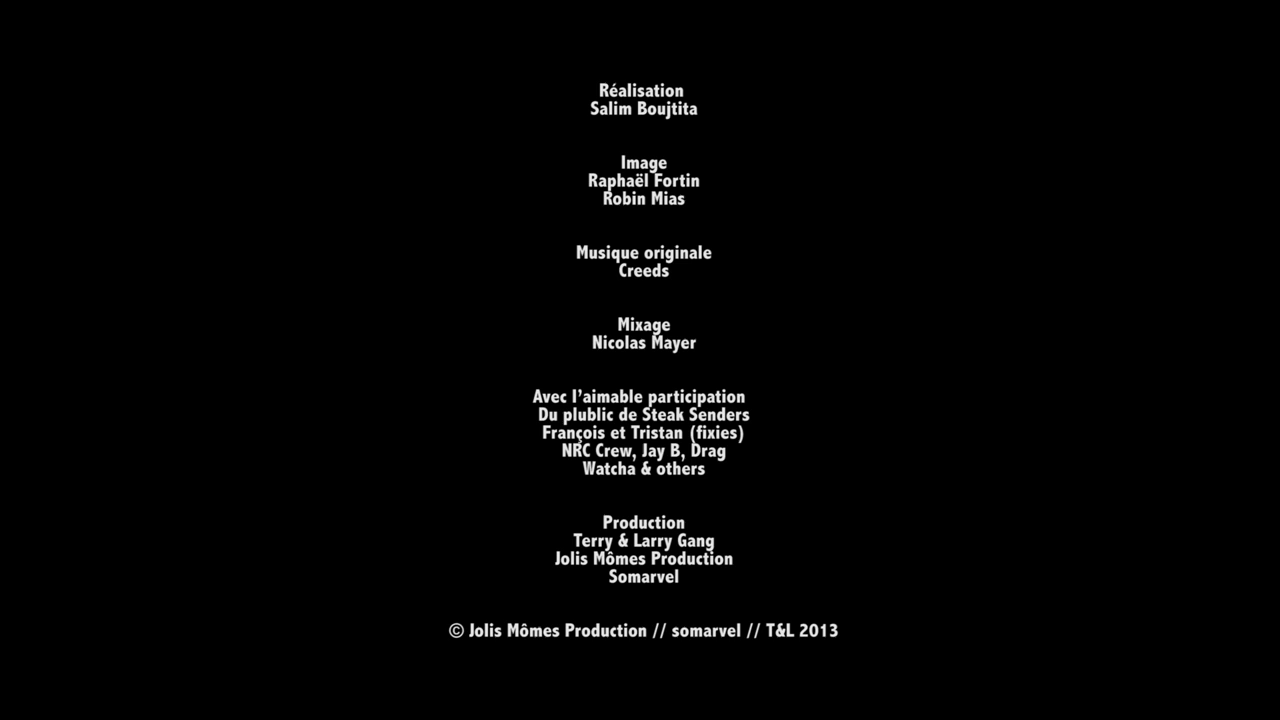 Réalisation
Salim Boujtita
Image
Raphaël Fortin
Robin Mias
Musique originale
Creeds
Mixage
Nicolas Mayer
Avec l’aimable participation
Du plublic de Steak Senders
François et Tristan (fixies)
NRC Crew, Jay B, Drag
Watcha & others
Production
Terry & Larry Gang
Jolis Mômes Production
Somarvel
© Jolis Mômes Production // somarvel // T&L 2013